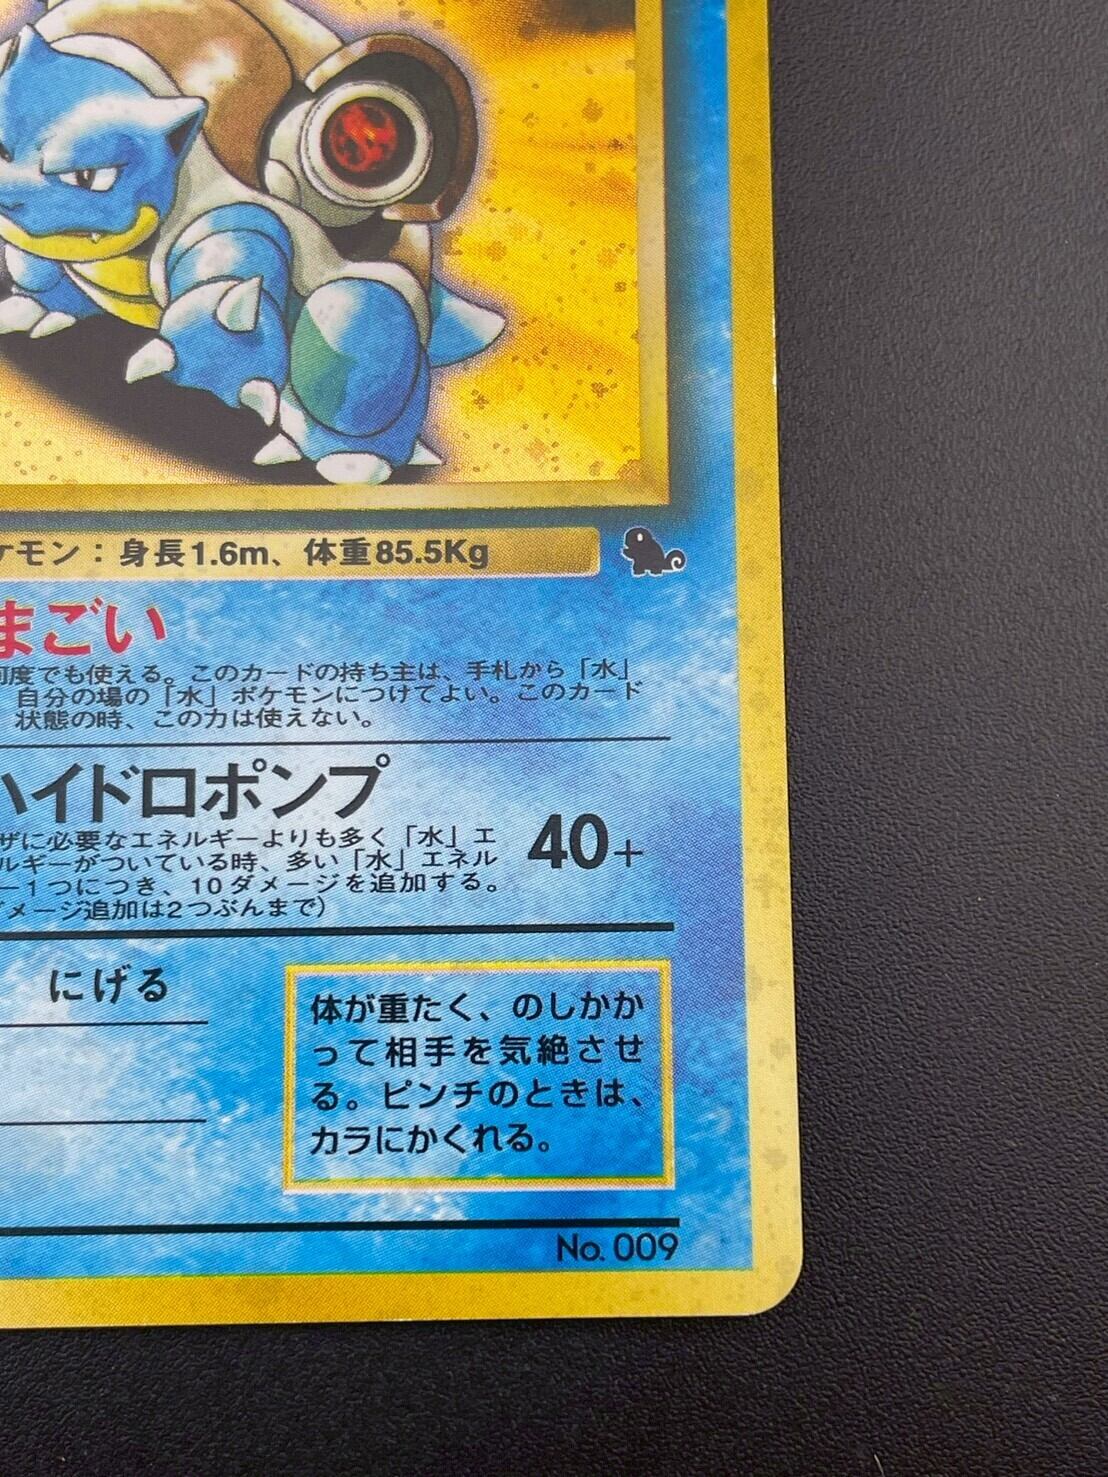 ケモン：身長1.6m、体重85.5Kg
まごい
何度でも使える。このカードの持ち主は、手札から「水」
自分の場の「水」ポケモンにつけてよい。このカード
状態の時、この力は使えない。
ハイドロポンプ
ザに必要なエネルギーよりも多く「水」エ
ルギーがついている時、多い「水」エネル
ー1つにつき、10ダメージを追加する。
ダメージ追加は2つぶんまで）
40+
にげる
体が重たく、のしかか
って相手を気絶させ
る。ピンチのときは、
カラにかくれる。
No. 009